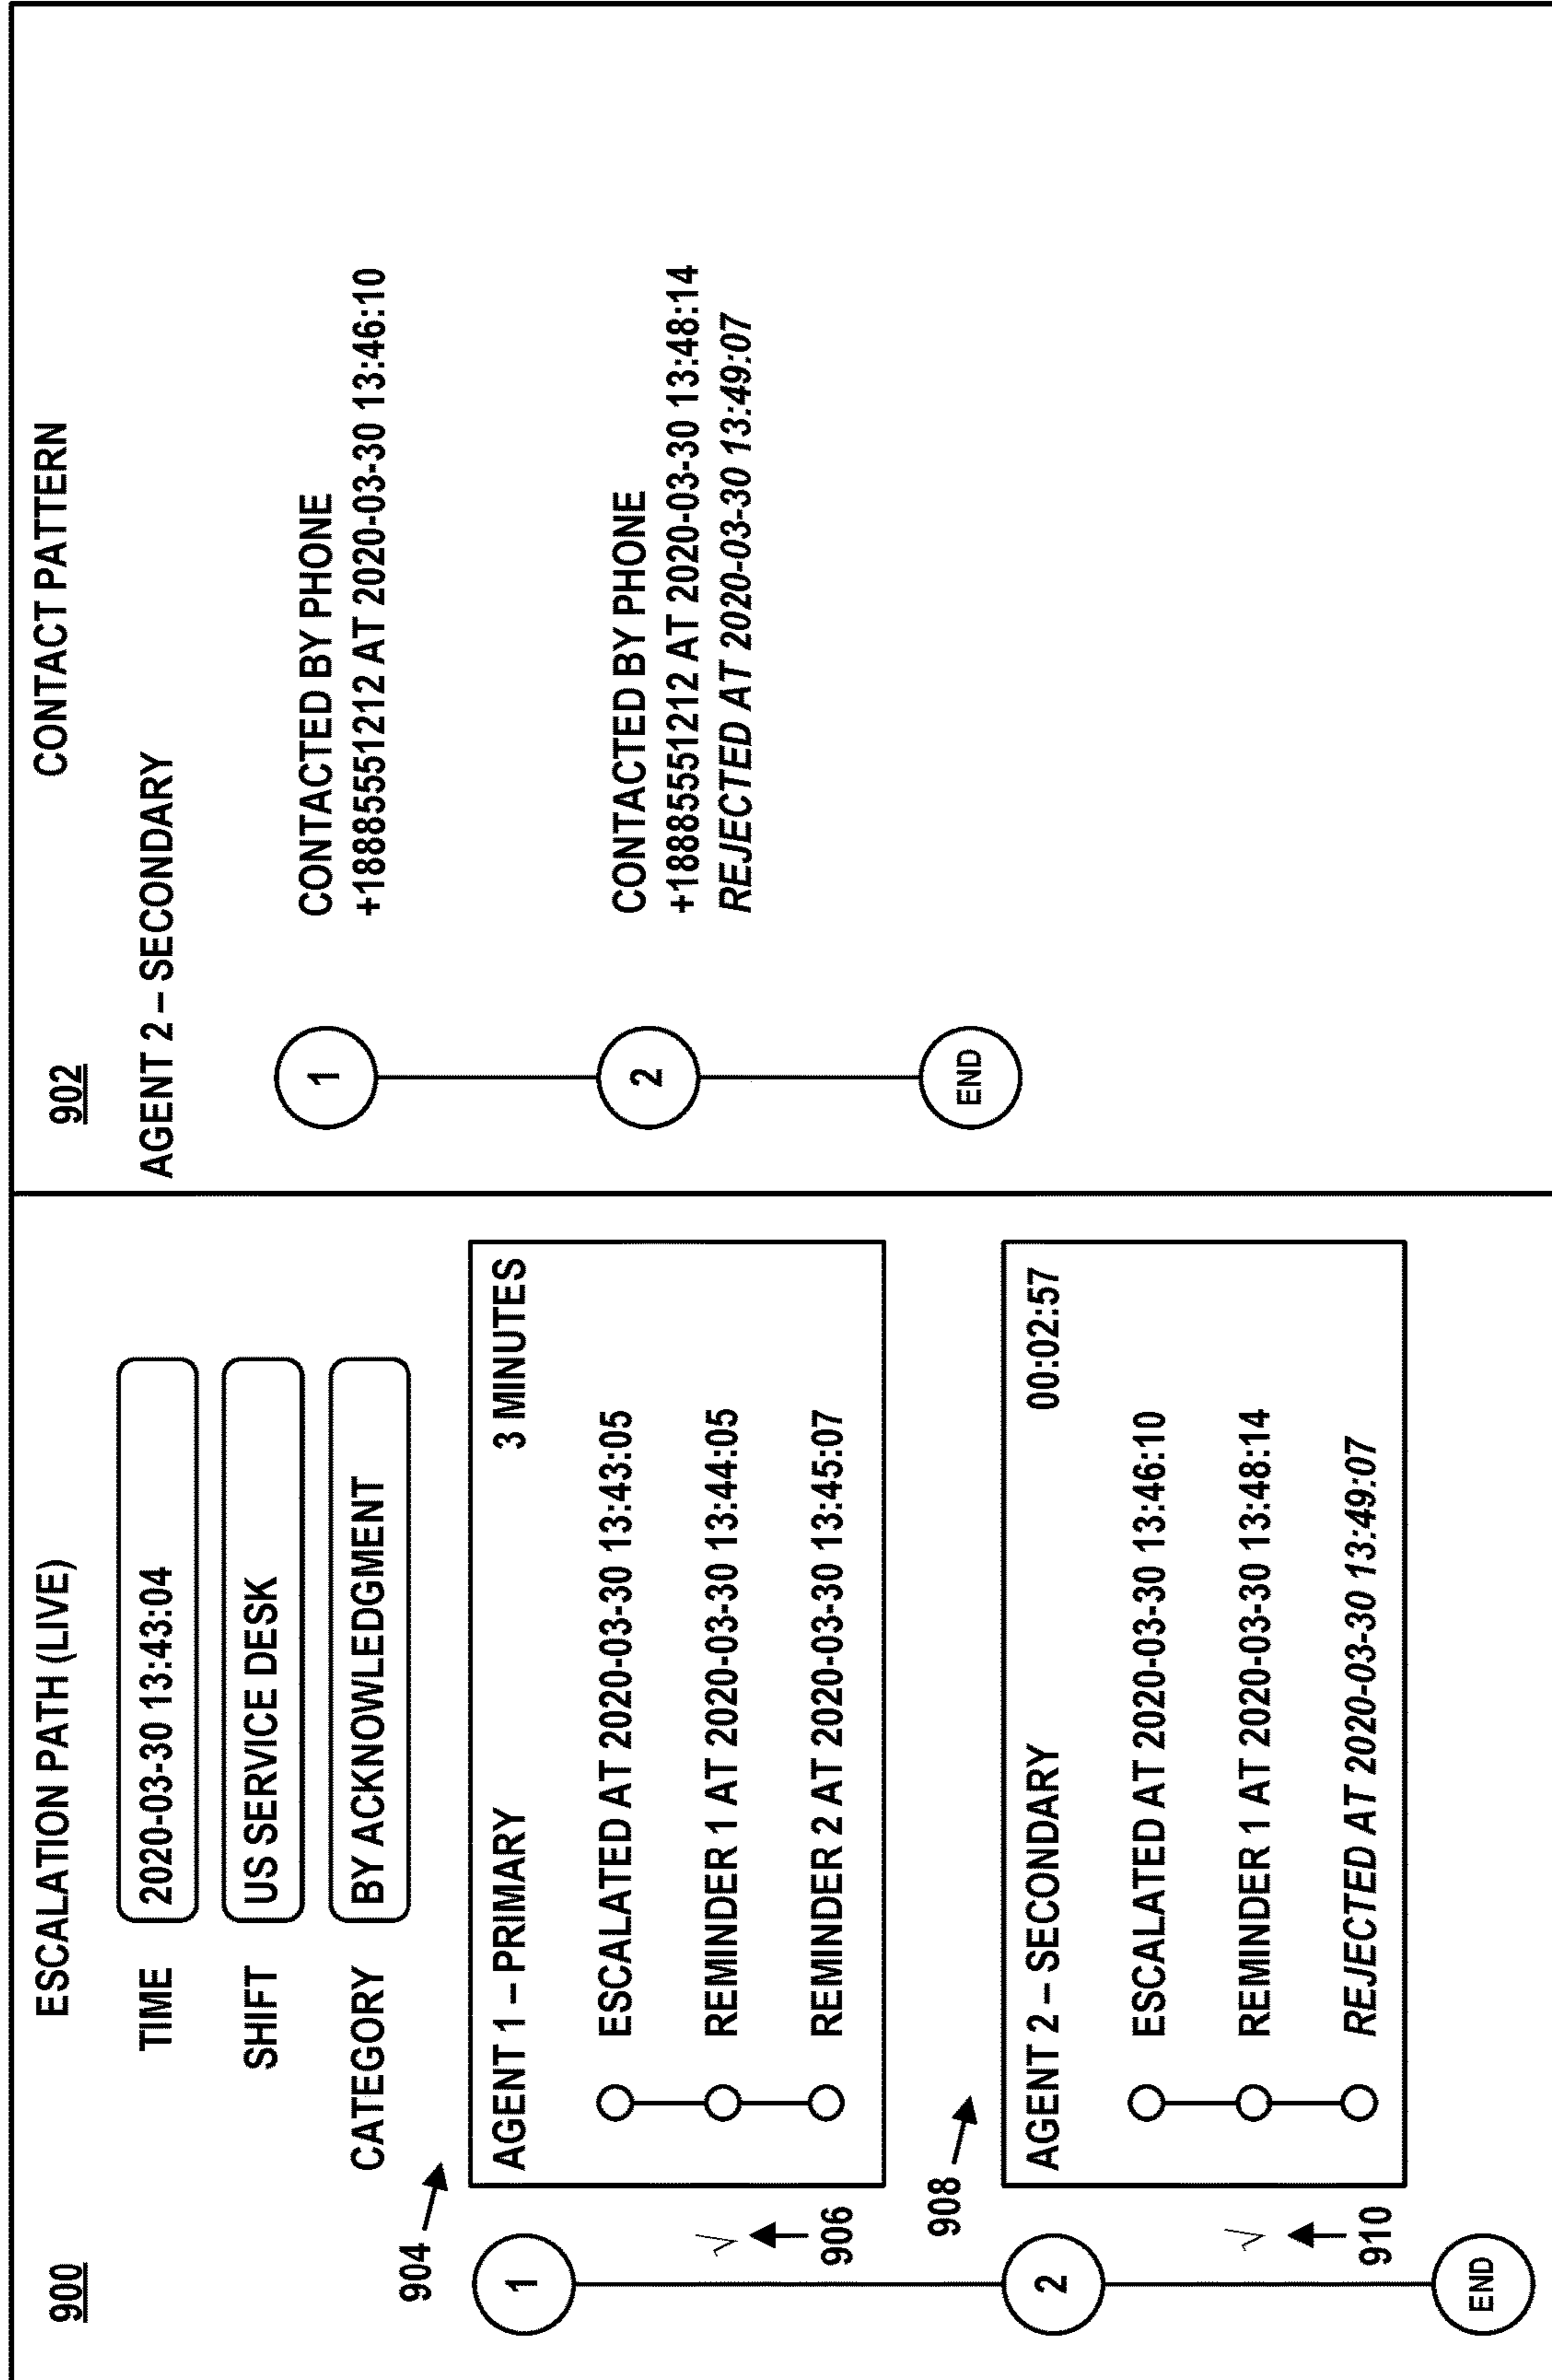 900
ESCALATION PATH (LIVE)
TIME
2020-03-30 13:43:04
SHIFT
US SERVICE DESK
CATEGORY
BY ACKNOWLEDGMENT
904
1
AGENT 1 – PRIMARY
3 MINUTES
ESCALATED AT 2020-03-30 13:43:05
REMINDER 1 AT 2020-03-30 13:44:05
REMINDER 2 AT 2020-03-30 13:45:07
√
906
908
2
AGENT 2 – SECONDARY
00:02:57
ESCALATED AT 2020-03-30 13:46:10
REMINDER 1 AT 2020-03-30 13:48:14
REJECTED AT 2020-03-30 13:49:07
√
910
END
902
CONTACT PATTERN
AGENT 2 – SECONDARY
1
CONTACTED BY PHONE
+18885551212 AT 2020-03-30 13:46:10
2
CONTACTED BY PHONE
+18885551212 AT 2020-03-30 13:48:14
REJECTED AT 2020-03-30 13:49:07
END